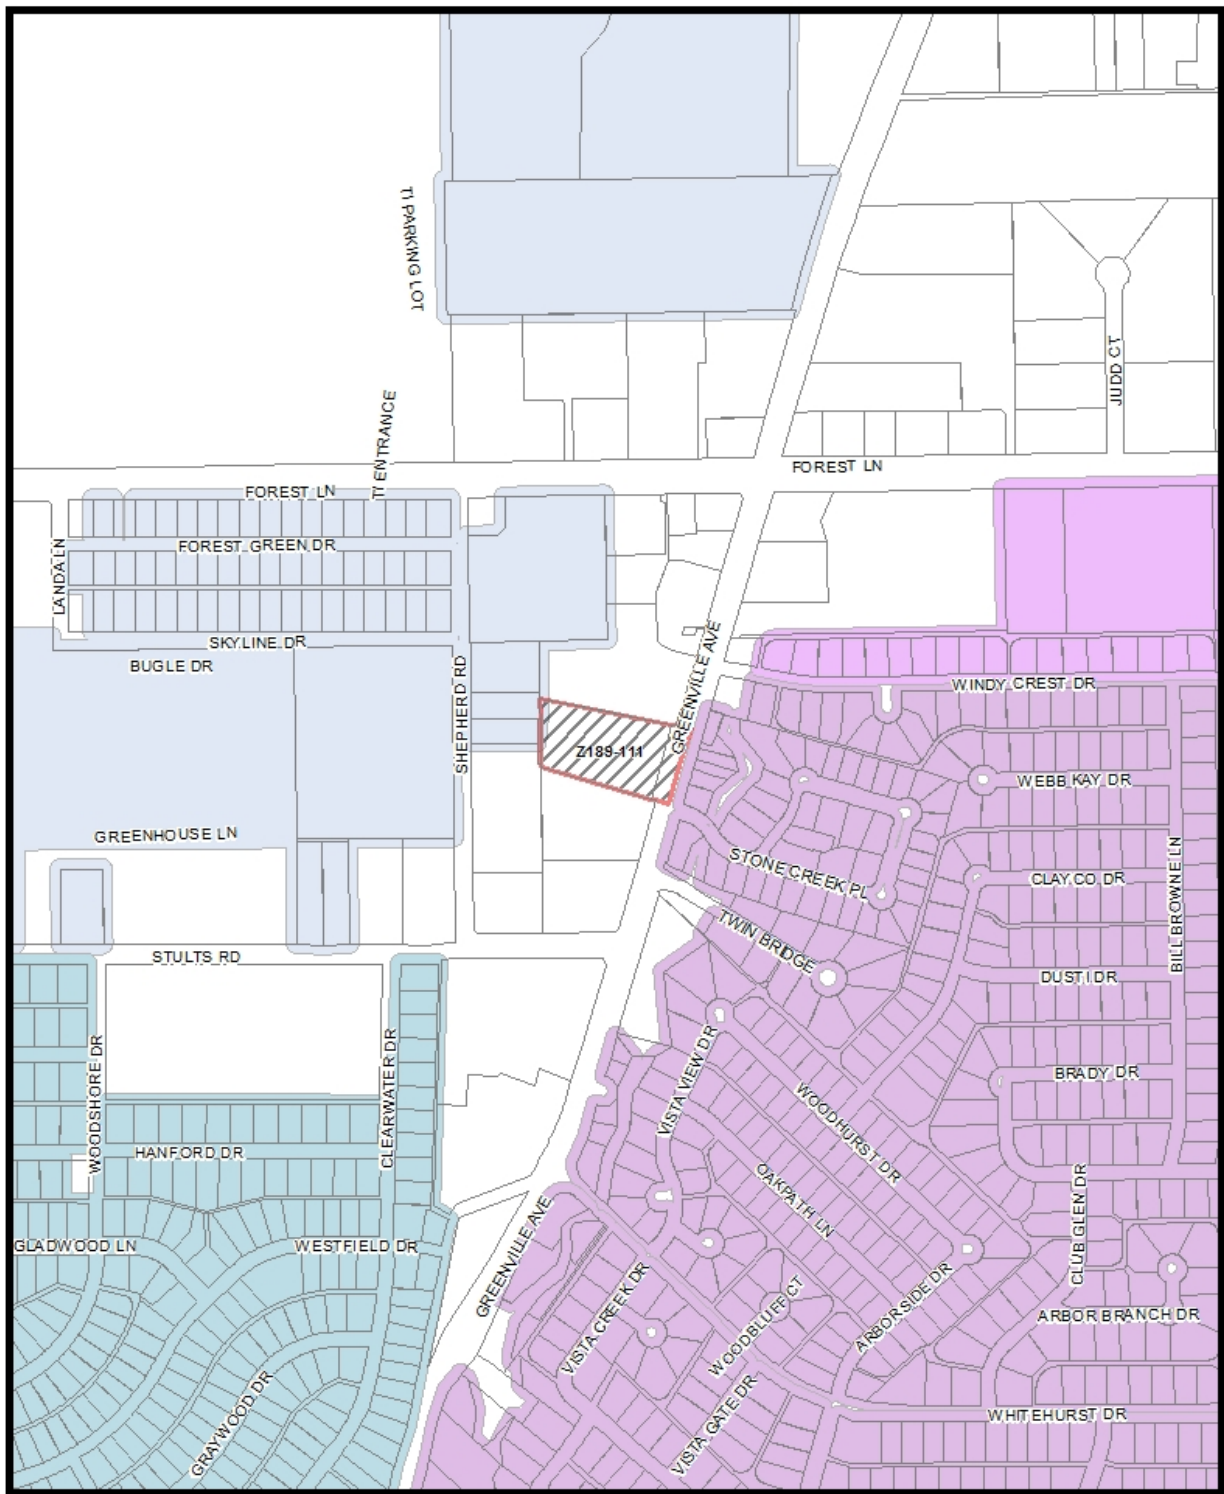 TI PARKING LOT
JUDD CT
TI ENTRANCE
FOREST LN
FOREST LN
FOREST GREEN DR
LANDA LN
SKYLINE DR
BUGLE DR
SHEPHERD RD
GREENVILLE AVE
WINDY CREST DR
Z189-111
WEBB KAY DR
GREENHOUSE LN
STONE CREEK PL
CLAY CO DR
BILL BROWNE LN
TWIN BRIDGE
STULTS RD
DUSTI DR
WOODSHORE DR
CLEARWATER DR
VISTA VIEW DR
BRADY DR
WOODHURST DR
HANFORD DR
OAKPATH LN
CLUB GLEN DR
GLADWOOD LN
WESTFIELD DR
GREENVILLE AVE
VISTA CREEK DR
WOODBLUFF CT
ARBORSIDE DR
ARBOR BRANCH DR
GRAYWOOD DR
VISTA GATE DR
WHITEHURST DR